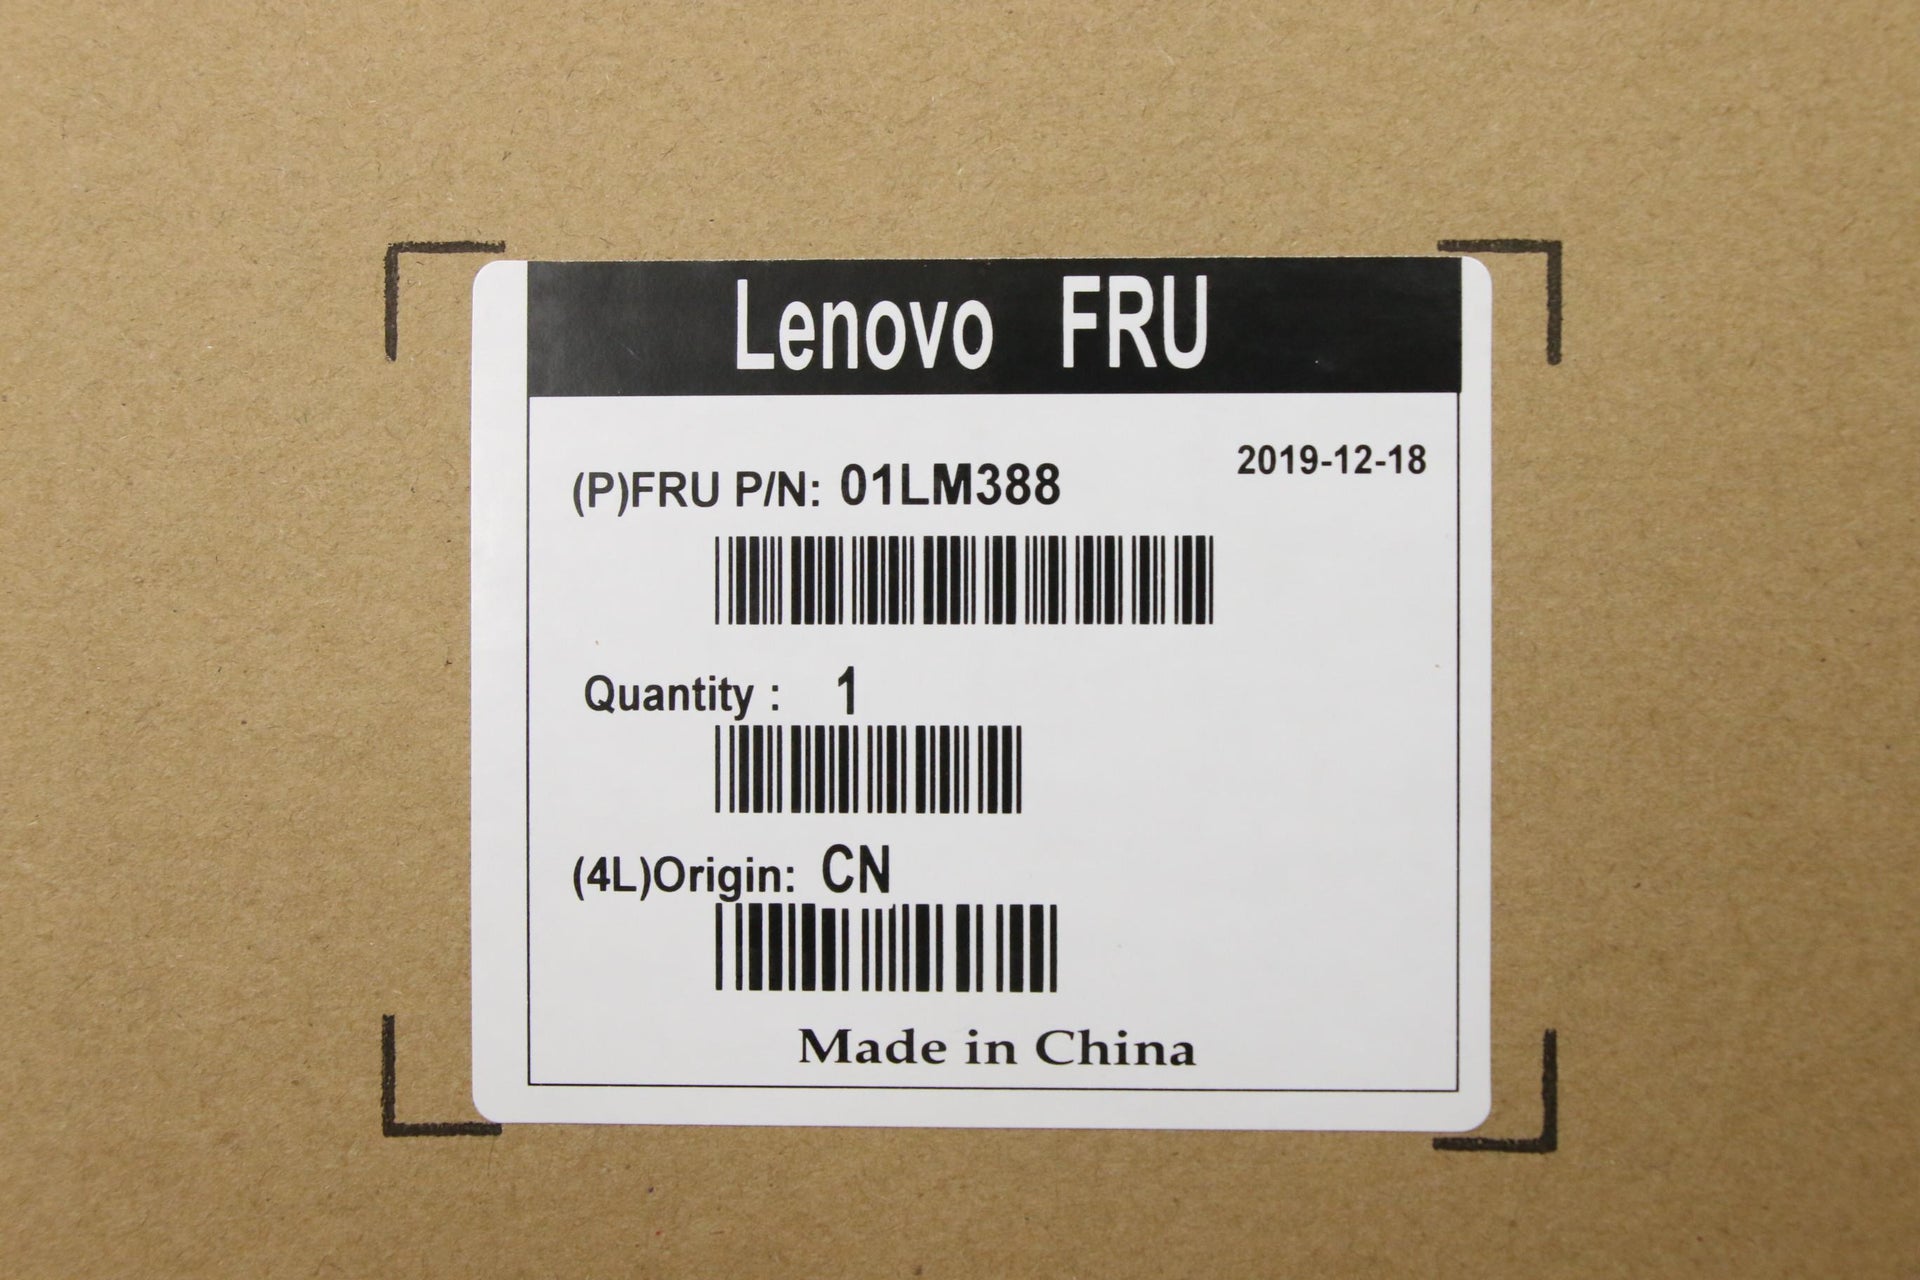 Lenovo FRU
2019-12-18
(P)FRU P/N: 01LM388
Quantity : 1
(4L)Origin: CN
Made in China